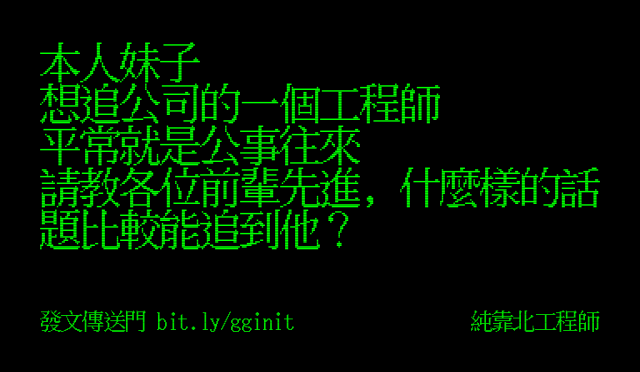 本人妹子
想追公司的一個工程師
平常就是公事往來
請教各位前輩先進，什麼樣的話
題比較能追到他？
發文傳送門 bit.ly/gginit
純靠北工程師